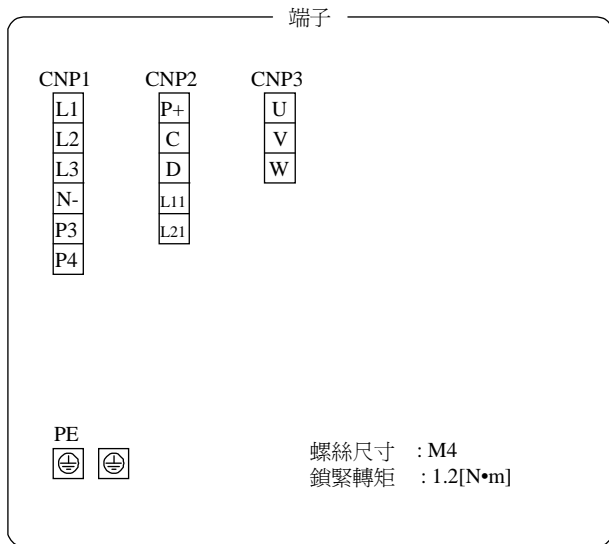 端子
CNP1 CNP2 CNP3
L1 P+ U
L2 C V
L3 D W
N- L11
P3 L21
P4
PE
螺絲尺寸 : M4
鎖緊轉矩 : 1.2[N•m]